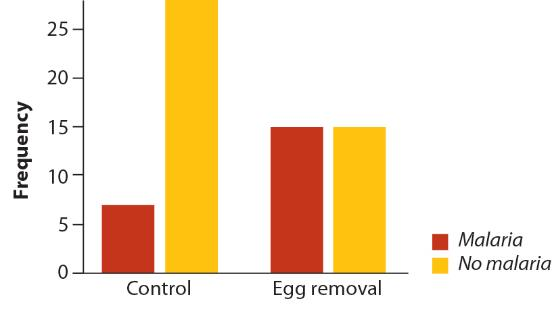 Frequency
25
20
15
10
5
0
Control
Egg removal
Malaria
No malaria